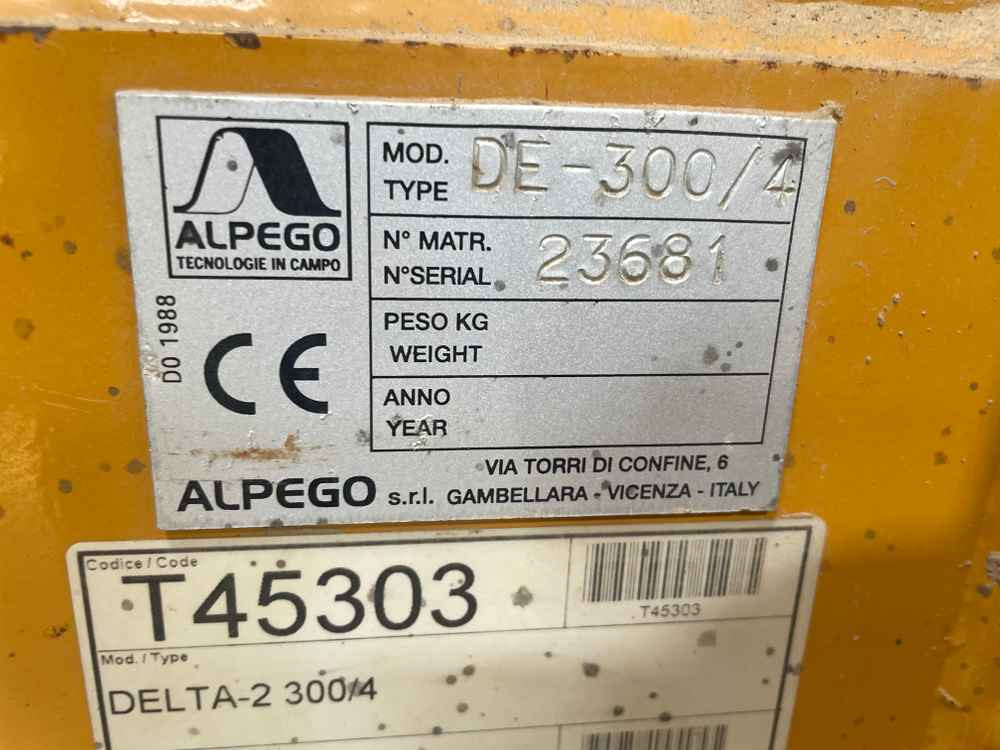 ALPEGO
TECNOLOGIE IN CAMPO
D0 1988
CE
MOD. DE-300/4
TYPE
N° MATR. 23681
N°SERIAL
PESO KG
WEIGHT
ANNO
YEAR
VIA TORRI DI CONFINE, 6
ALPEGO s.r.l. GAMBELLARA - VICENZA - ITALY
Codice / Code
T45303
T45303
Mod. / Type
DELTA-2 300/4